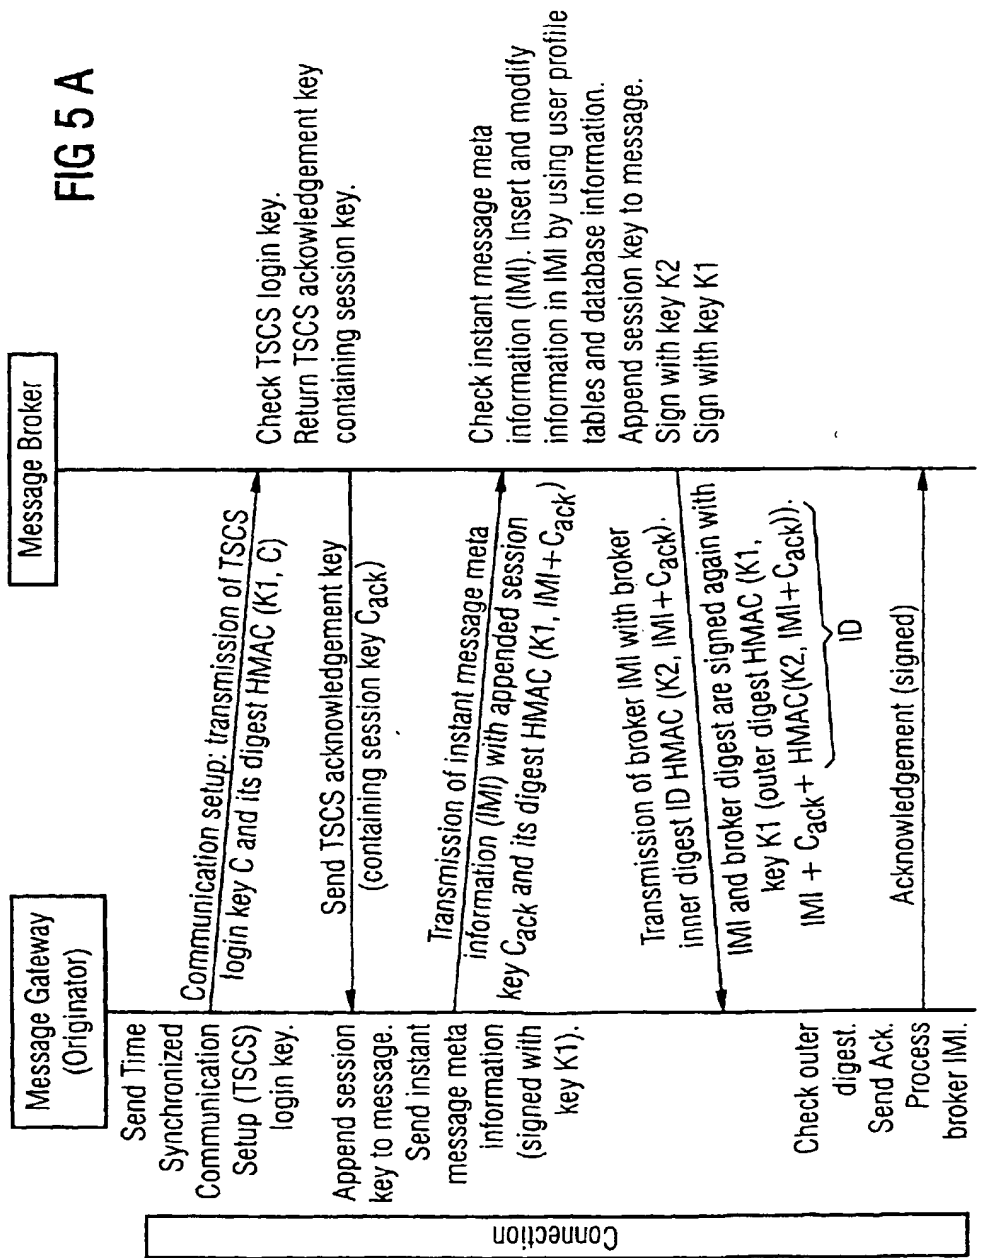 FIG 5 A
Message Gateway
(Originator)
Message Broker
Connection
Send Time
Synchronized
Communication
Setup (TSCS)
login key.
Communication setup: transmission of TSCS
login key C and its digest HMAC (K1, C)
Check TSCS login key.
Return TSCS ackowledgement key
containing session key.
Send TSCS acknowledgement key
(containing session key Cack)
Append session
key to message.
Send instant
message meta
information
(signed with
key K1).
Transmission of instant message meta
information (IMI) with appended session
key Cack and its digest HMAC (K1, IMI+Cack)
Check instant message meta
information (IMI). Insert and modify
information in IMI by using user profile
tables and database information.
Append session key to message.
Sign with key K2
Sign with key K1
Transmission of broker IMI with broker
inner digest ID HMAC (K2, IMI+Cack).
IMI and broker digest are signed again with
key K1 (outer digest HMAC (K1,
IMI + Cack + HMAC(K2, IMI+Cack)).
ID
Check outer
digest.
Send Ack.
Process
broker IMI.
Acknowledgement (signed)